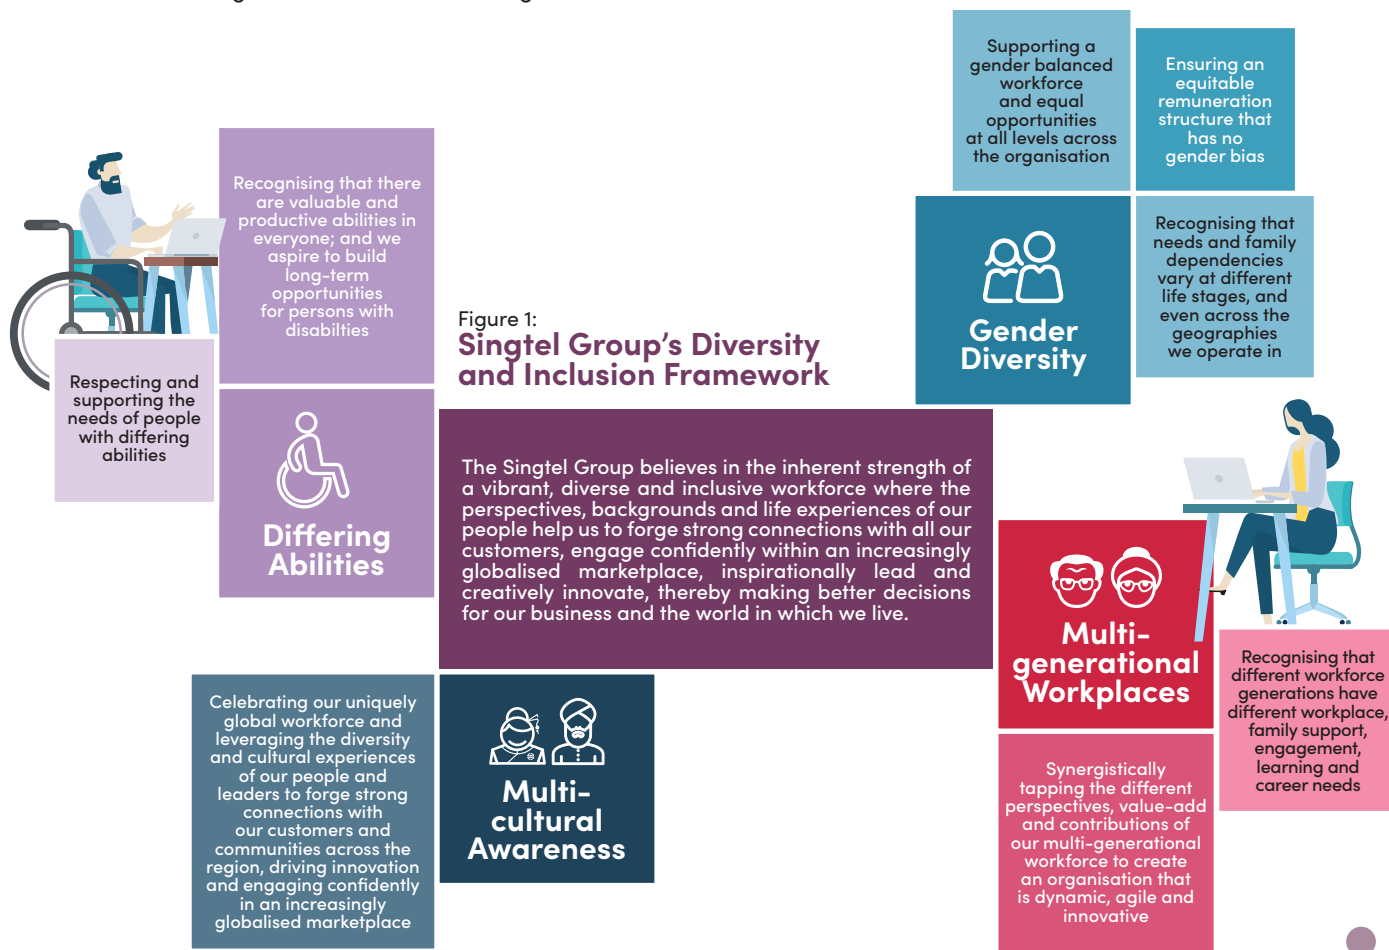 Supporting a
gender balanced
workforce
and equal
opportunities
at all levels across
the organisation
Ensuring an
equitable
remuneration
structure that
has no
gender bias
Recognising that there
are valuable and
productive abilities in
everyone; and we
aspire to build
long-term
opportunities
for persons with
disabilties
Recognising that
needs and family
dependencies
vary at different
life stages, and
even across the
geographies
we operate in
Gender
Diversity
Figure 1:
Singtel Group's Diversity
and Inclusion Framework
Respecting and
supporting the
needs of people
with differing
abilities
Differing
Abilities
The Singtel Group believes in the inherent strength of
a vibrant, diverse and inclusive workforce where the
perspectives, backgrounds and life experiences of our
people help us to forge strong connections with all our
customers, engage confidently within an increasingly
globalised marketplace, inspirationally lead and
creatively innovate, thereby making better decisions
for our business and the world in which we live.
Multi-
generational
Workplaces
Recognising that
different workforce
generations have
different workplace,
family support,
engagement,
learning and
career needs
Celebrating our uniquely
global workforce and
leveraging the diversity
and cultural experiences
of our people and
leaders to forge strong
connections with
our customers and
communities across the
region, driving innovation
and engaging confidently
in an increasingly
globalised marketplace
Multi-
cultural
Awareness
Synergistically
tapping the different
perspectives, value-add
and contributions of
our multi-generational
workforce to create
an organisation that
is dynamic, agile and
innovative